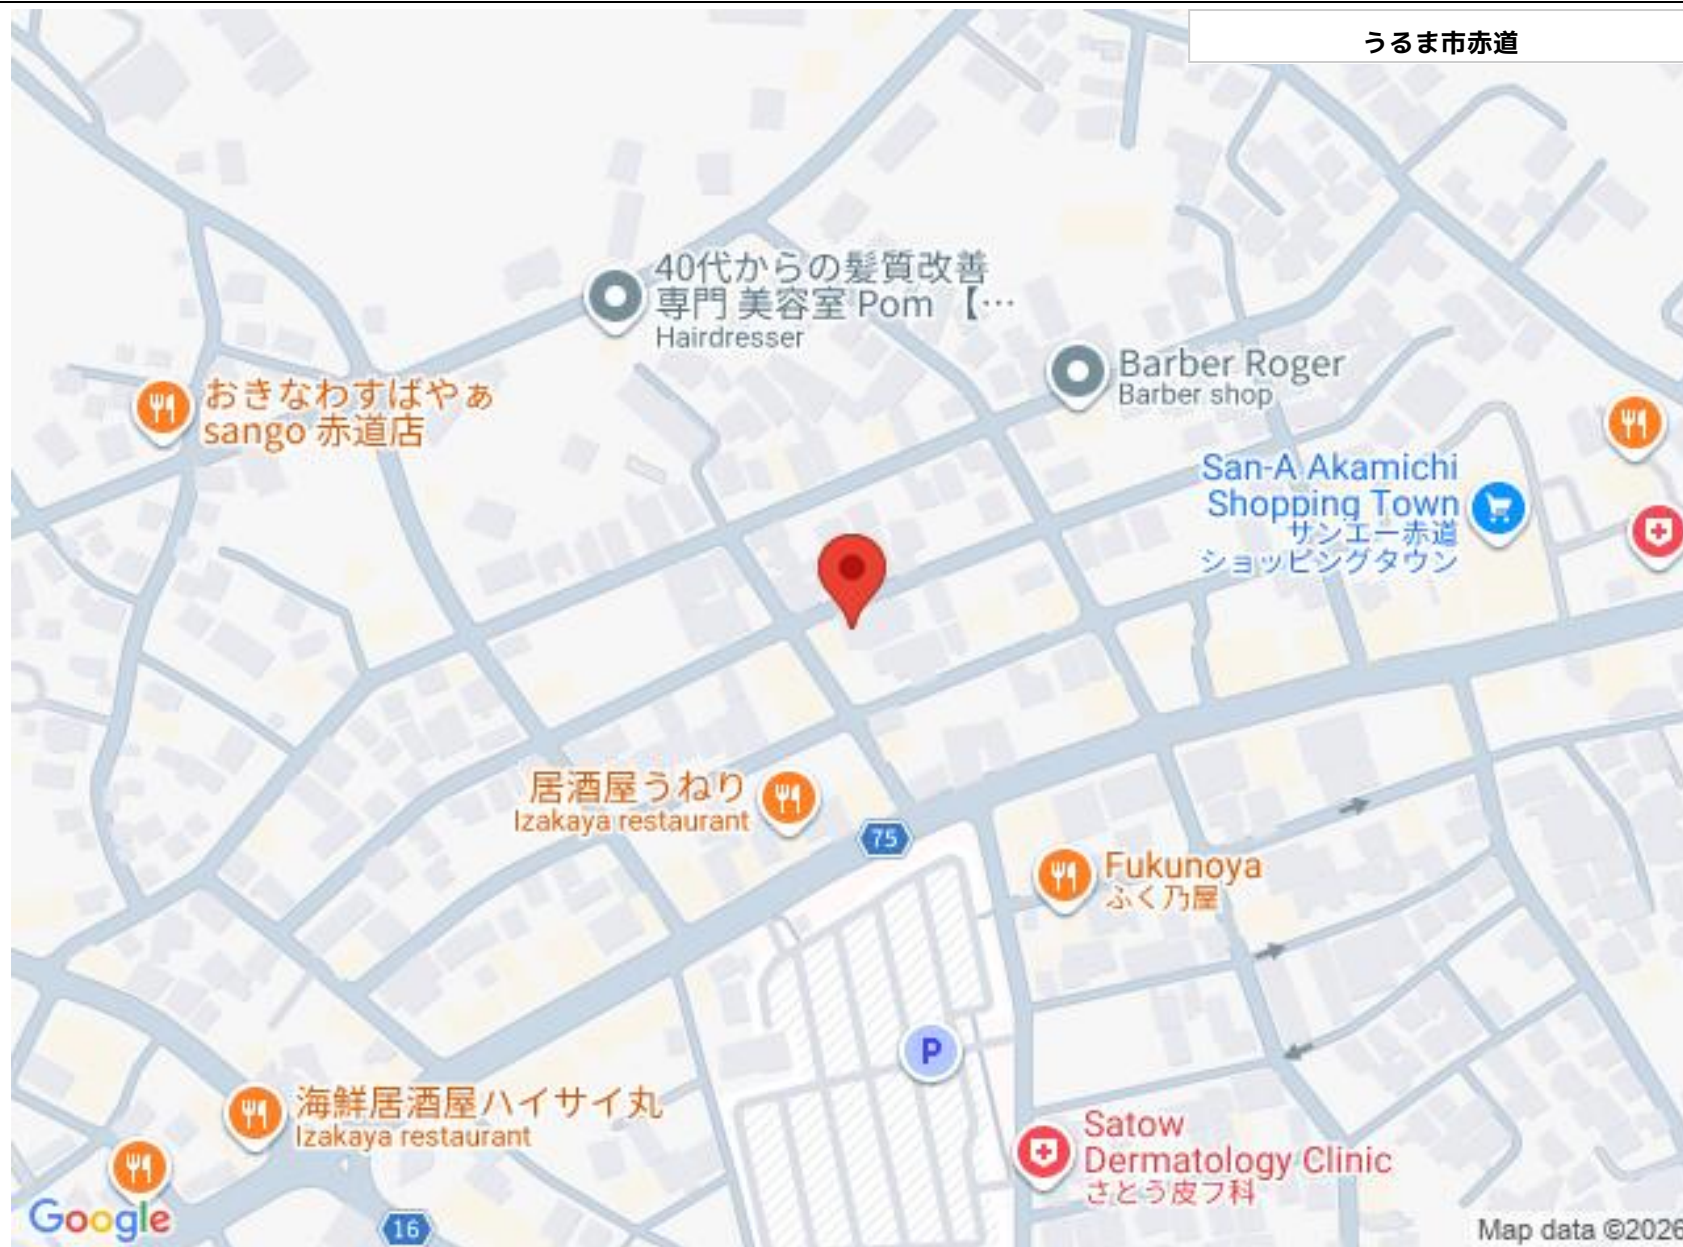 うるま市赤道
40代からの髪質改善
専門 美容室 Pom 【…
Hairdresser
Barber Roger
Barber shop
おきなわすばやぁ
sango 赤道店
San-A Akamichi
Shopping Town
サンエー赤道
ショッピングタウン
居酒屋うねり
Izakaya restaurant
75
Fukunoya
ふく乃屋
P
海鮮居酒屋ハイサイ丸
Izakaya restaurant
Satow
Dermatology Clinic
さとう皮フ科
Google
16
Map data ©2026